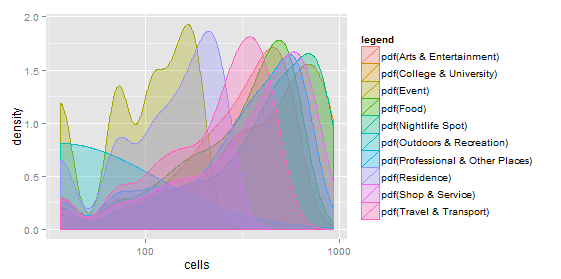 2.0
1.5
1.0
0.5
0.0
density
100
1000
cells
legend
pdf(Arts & Entertainment)
pdf(College & University)
pdf(Event)
pdf(Food)
pdf(Nightlife Spot)
pdf(Outdoors & Recreation)
pdf(Professional & Other Places)
pdf(Residence)
pdf(Shop & Service)
pdf(Travel & Transport)